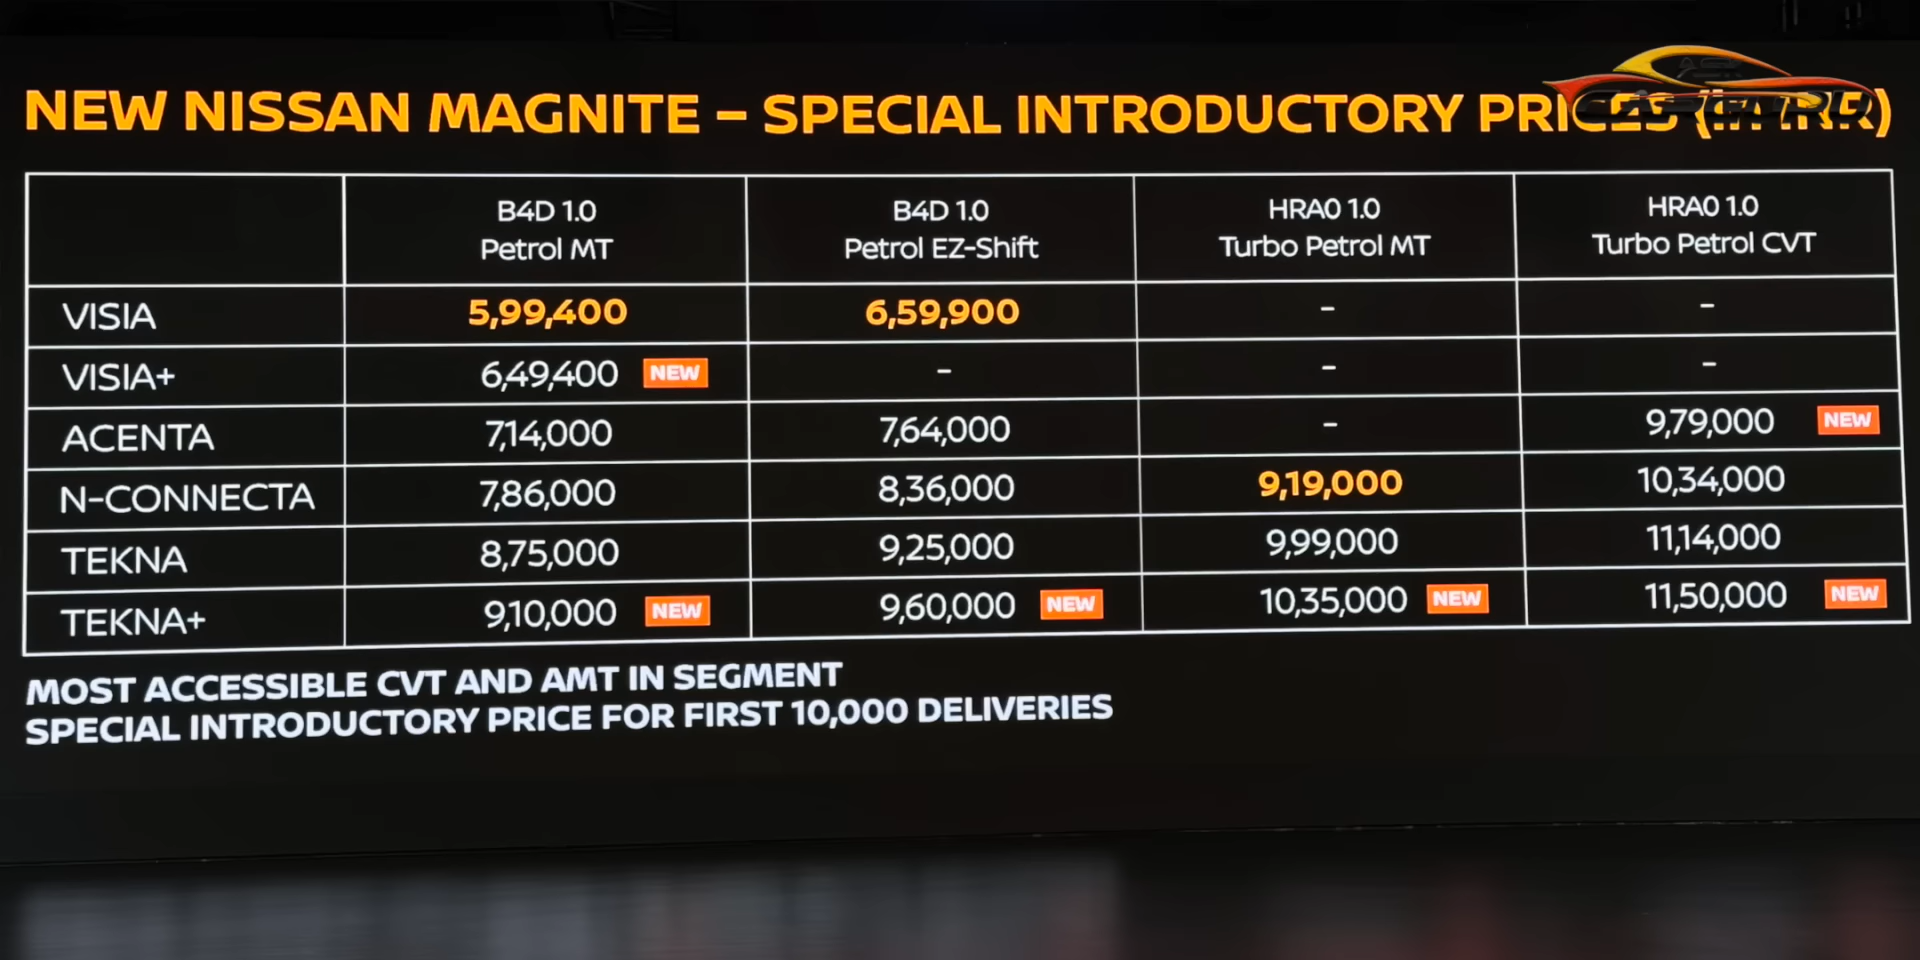 NEW NISSAN MAGNITE – SPECIAL INTRODUCTORY PRICES (IN INR)
B4D 1.0 Petrol MT
B4D 1.0 Petrol EZ-Shift
HRA0 1.0 Turbo Petrol MT
HRA0 1.0 Turbo Petrol CVT
VISIA 5,99,400 6,59,900 – –
VISIA+ 6,49,400 NEW – – –
ACENTA 7,14,000 7,64,000 – 9,79,000 NEW
N-CONNECTA 7,86,000 8,36,000 9,19,000 10,34,000
TEKNA 8,75,000 9,25,000 9,99,000 11,14,000
TEKNA+ 9,10,000 NEW 9,60,000 NEW 10,35,000 NEW 11,50,000 NEW
MOST ACCESSIBLE CVT AND AMT IN SEGMENT
SPECIAL INTRODUCTORY PRICE FOR FIRST 10,000 DELIVERIES